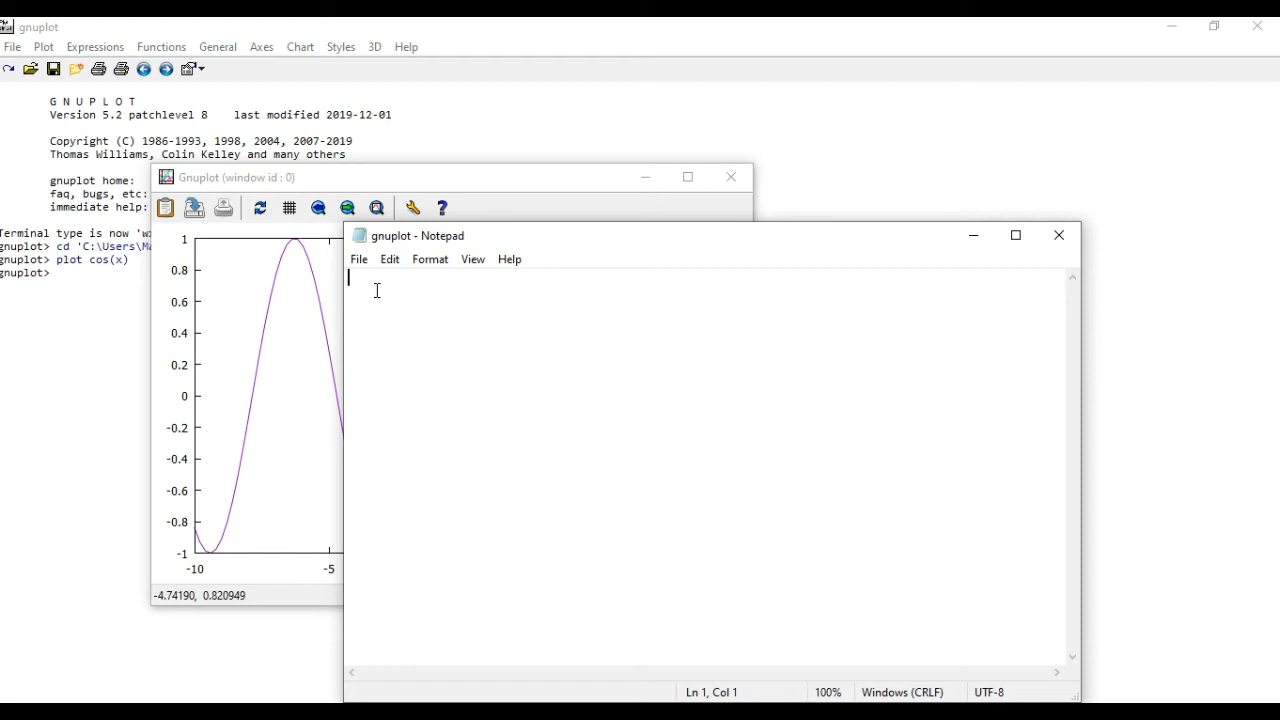 gnuplot
File Plot Expressions Functions General Axes Chart Styles 3D Help
G N U P L O T
Version 5.2 patchlevel 8 last modified 2019-12-01
Copyright (C) 1986-1993, 1998, 2004, 2007-2019
Thomas Williams, Colin Kelley and many others
gnuplot home:
faq, bugs, etc:
immediate help:
Terminal type is now 'w
gnuplot> cd 'C:\Users\M
gnuplot> plot cos(x)
gnuplot>
Gnuplot (window id : 0)
1
0.8
0.6
0.4
0.2
0
-0.2
-0.4
-0.6
-0.8
-1
-10 -5
-4.74190, 0.820949
gnuplot - Notepad
File Edit Format View Help
Ln 1, Col 1 100% Windows (CRLF) UTF-8